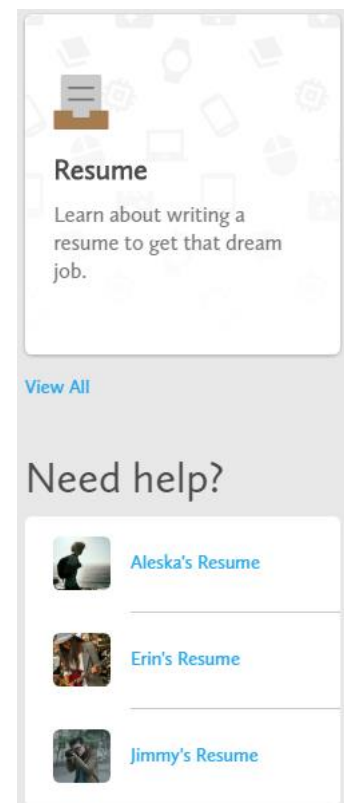 Resume
Learn about writing a
resume to get that dream
job.
View All
Need help?
Aleska's Resume
Erin's Resume
Jimmy's Resume